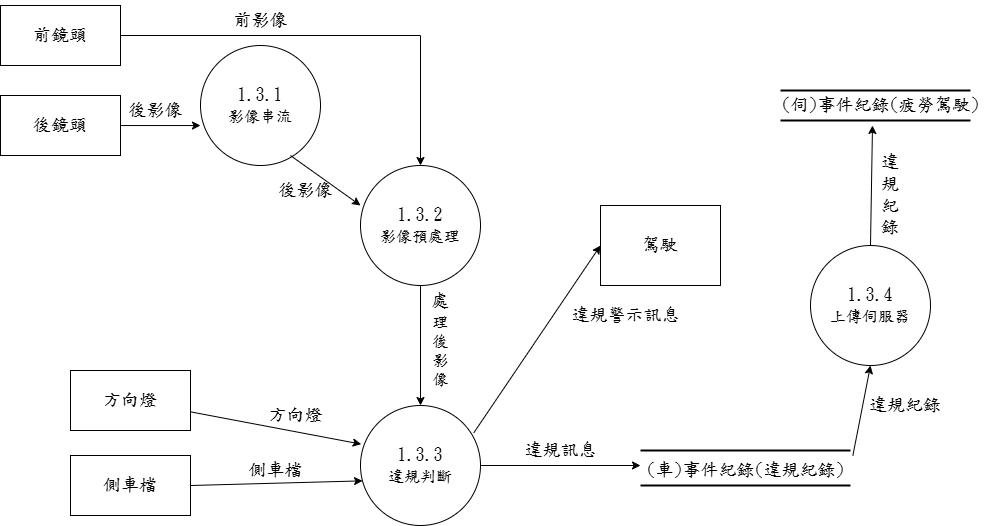 前影像
前鏡頭
1.3.1
影像串流
後影像
後鏡頭
(伺)事件紀錄(疲勞駕駛)
違
規
紀
錄
後影像
1.3.2
影像預處理
駕駛
1.3.4
上傳伺服器
處
理
後
影
像
違規警示訊息
方向燈
方向燈
違規紀錄
1.3.3
違規判斷
違規訊息
側車檔
側車檔
(車)事件紀錄(違規紀錄)